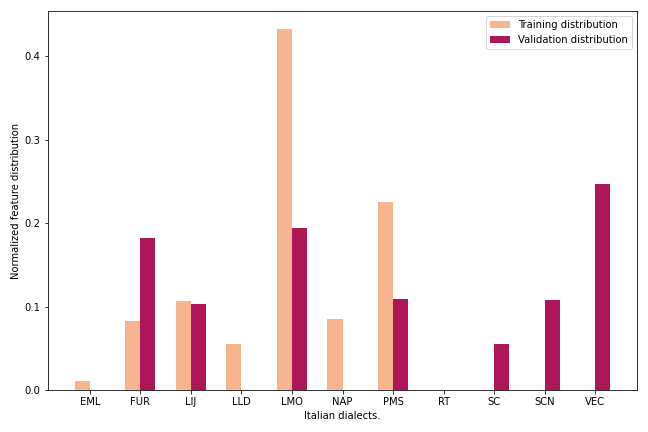 Training distribution
Validation distribution
Normalized feature distribution
0.4
0.3
0.2
0.1
0.0
EML FUR LIJ LLD LMO NAP PMS RT SC SCN VEC
Italian dialects.